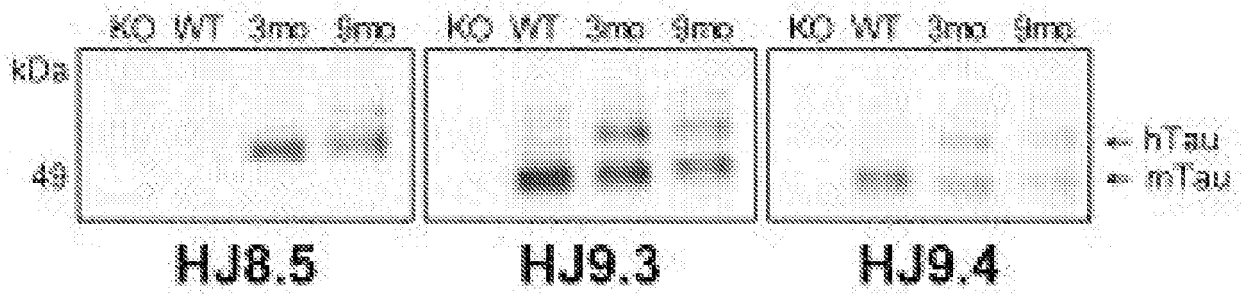 KO WT 3mo 9mo KO WT 3mo 9mo KO WT 3mo 9mo
kDa
hTau
49 mTau
HJ8.5 HJ9.3 HJ9.4